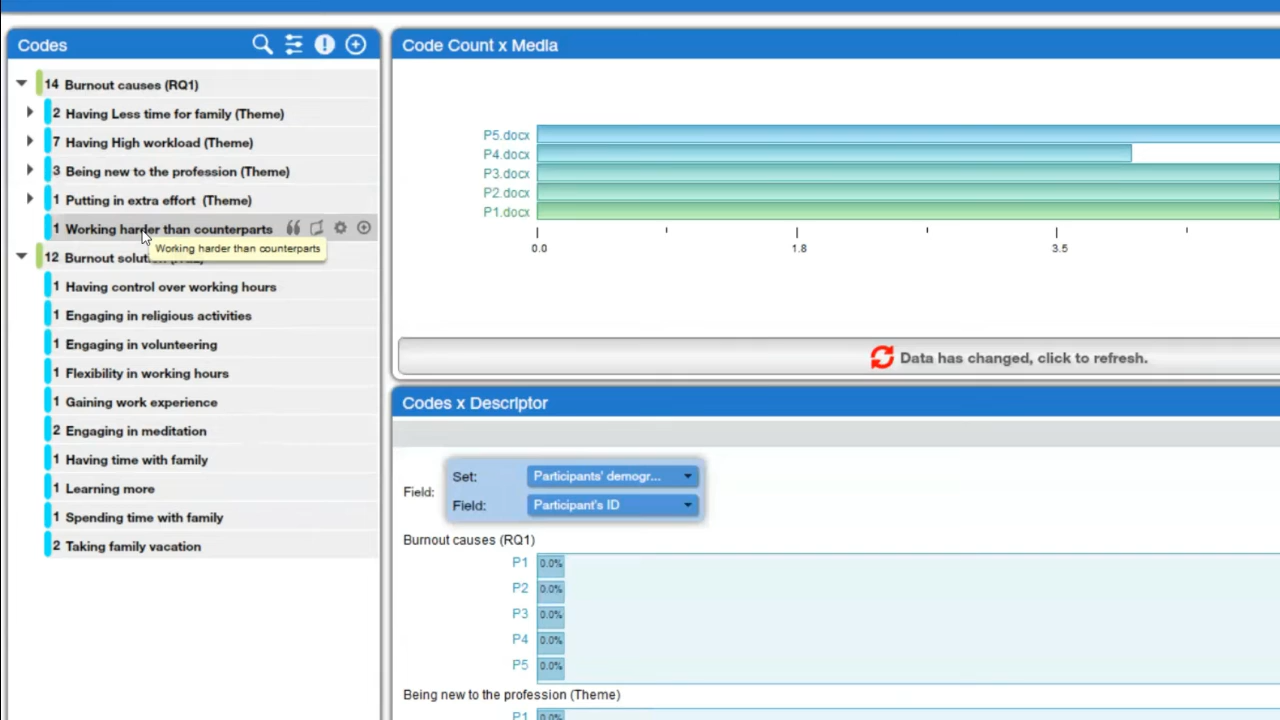 Codes
14 Burnout causes (RQ1)
2 Having Less time for family (Theme)
7 Having High workload (Theme)
3 Being new to the profession (Theme)
1 Putting in extra effort (Theme)
1 Working harder than counterparts
Working harder than counterparts
12 Burnout
1 Having control over working hours
1 Engaging in religious activities
1 Engaging in volunteering
1 Flexibility in working hours
1 Gaining work experience
2 Engaging in meditation
1 Having time with family
1 Learning more
1 Spending time with family
2 Taking family vacation
Code Count x Media
P5.docx
P4.docx
P3.docx
P2.docx
P1.docx
0.0 1.8 3.5
Data has changed, click to refresh.
Codes x Descriptor
Field:
Set: Participants' demogr...
Field: Participant's ID
Burnout causes (RQ1)
P1 0.0%
P2 0.0%
P3 0.0%
P4 0.0%
P5 0.0%
Being new to the profession (Theme)
P1 0.0%